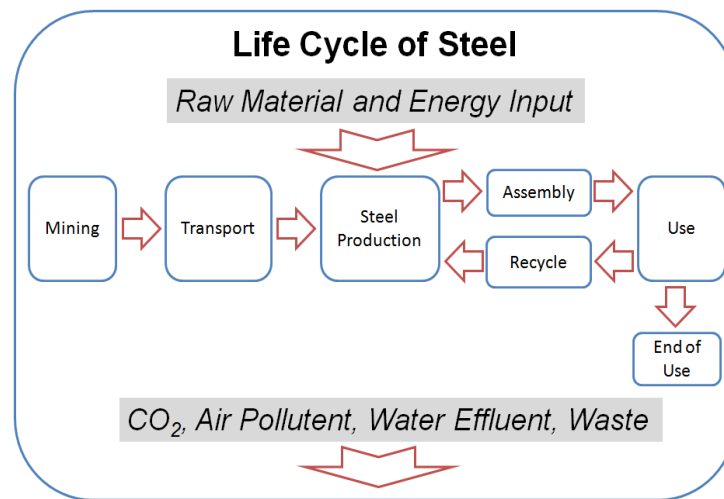 Life Cycle of Steel
Raw Material and Energy Input
Mining
Transport
Steel
Production
Assembly
Recycle
Use
End of
Use
CO₂, Air Pollutent, Water Effluent, Waste